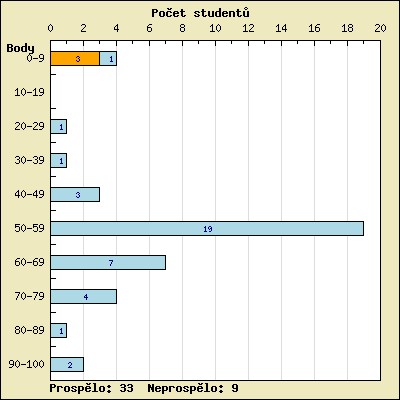 Počet studentů
0 2 4 6 8 10 12 14 16 18 20
Body
0-9 3 1
10-19
20-29 1
30-39 1
40-49 3
50-59 19
60-69 7
70-79 4
80-89 1
90-100 2
Prospělo: 33 Neprospělo: 9